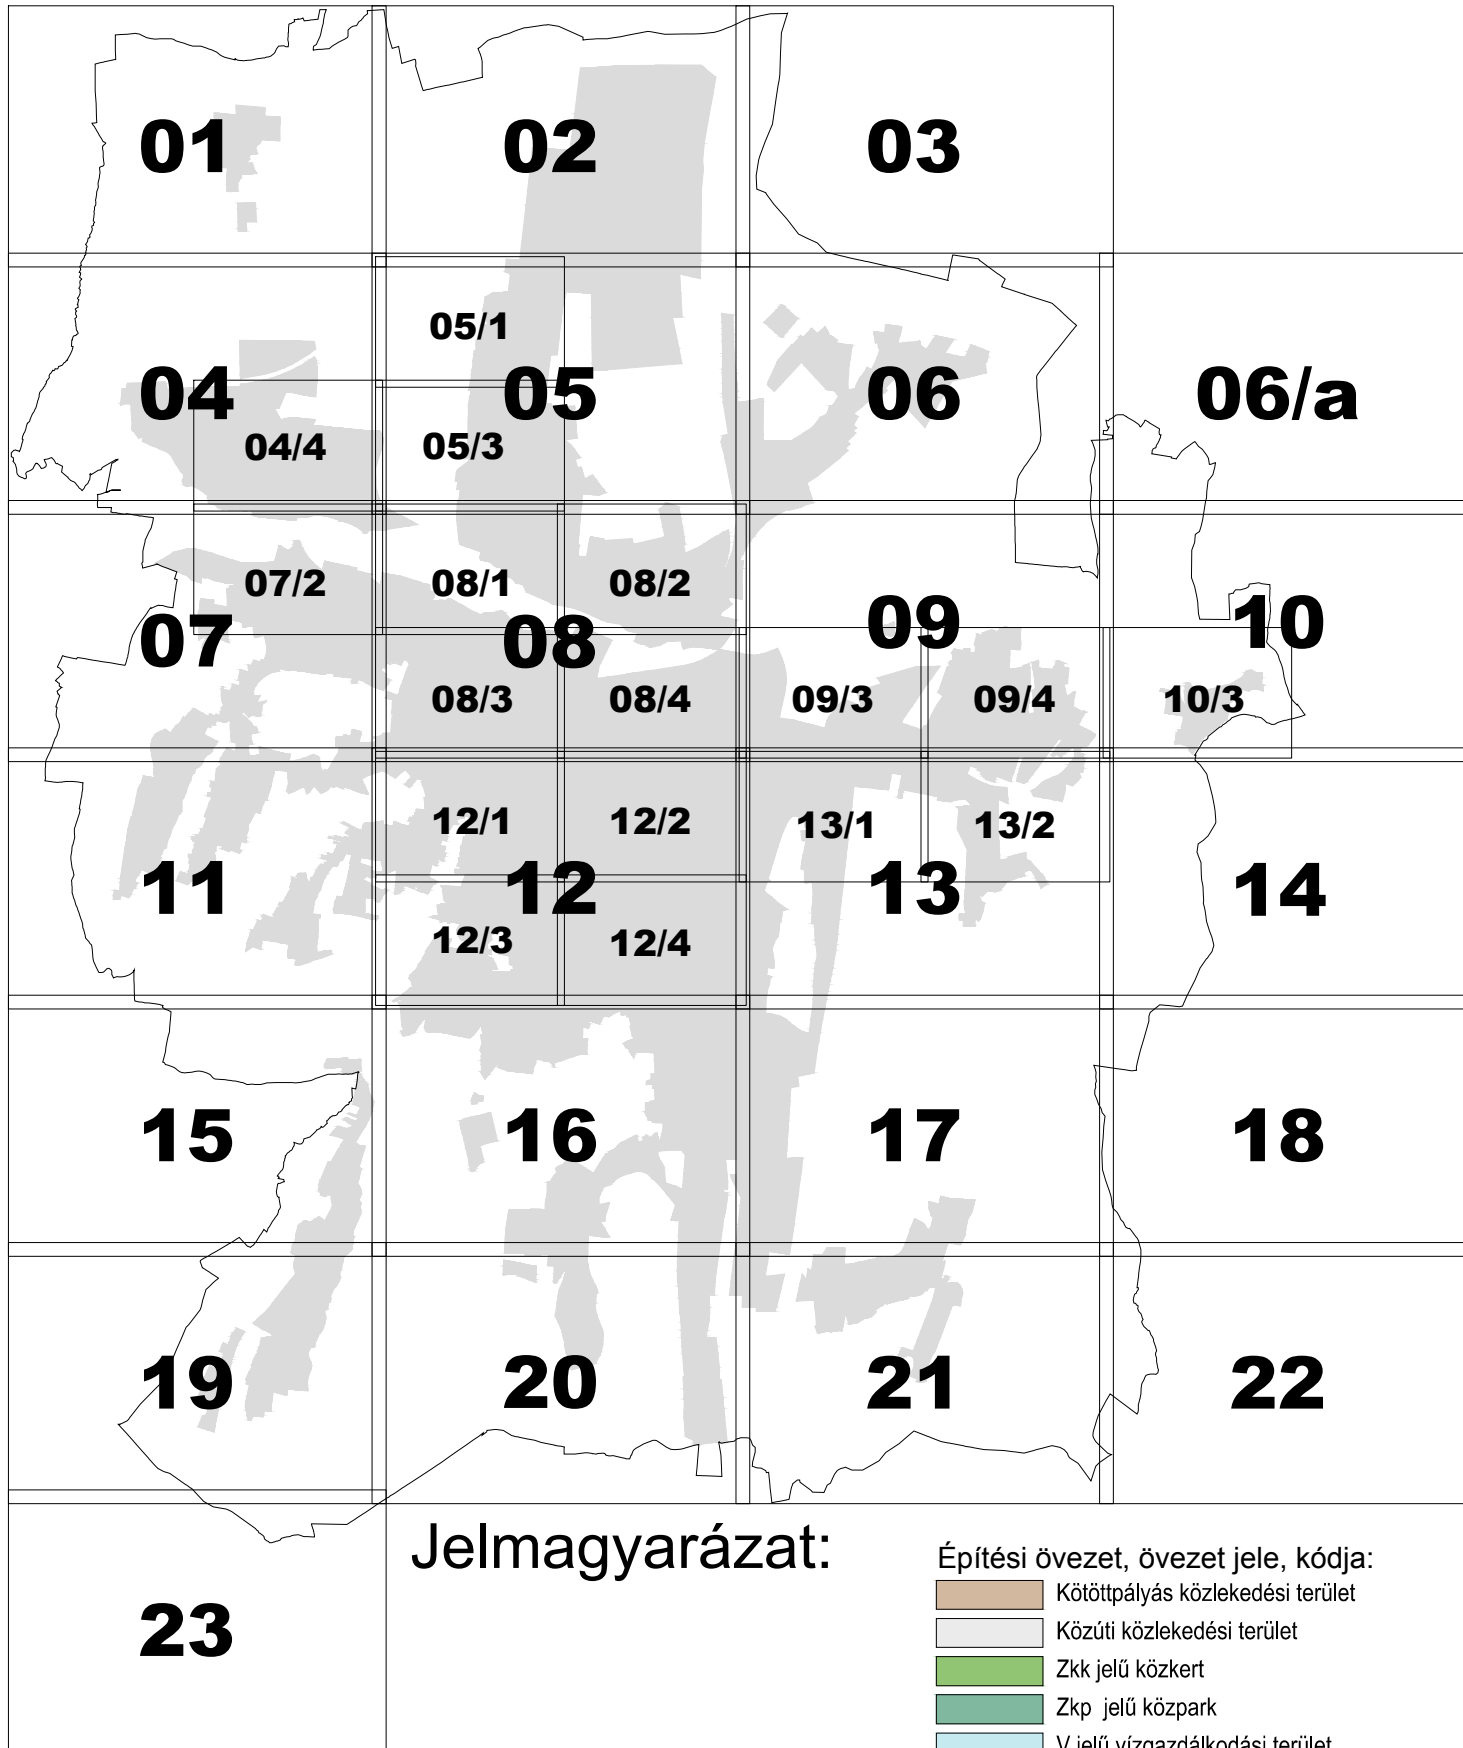 01 02 03
05/1
04 05 06 06/a
04/4 05/3
07/2 08/1 08/2
07 08 09 10
08/3 08/4 09/3 09/4 10/3
12/1 12/2 13/1 13/2
11 12 13 14
12/3 12/4
15 16 17 18
19 20 21 22
23
Jelmagyarázat:
Építési övezet, övezet jele, kódja:
Kötöttpályás közlekedési terület
Közúti közlekedési terület
Zkk jelű közkert
Zkp jelű közpark
V jelű vízgazdálkodási terület